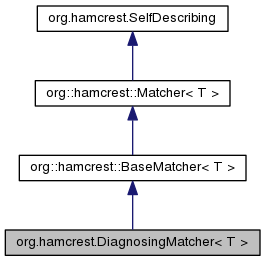 org.hamcrest.SelfDescribing
org::hamcrest::Matcher< T >
org::hamcrest::BaseMatcher< T >
org.hamcrest.DiagnosingMatcher< T >